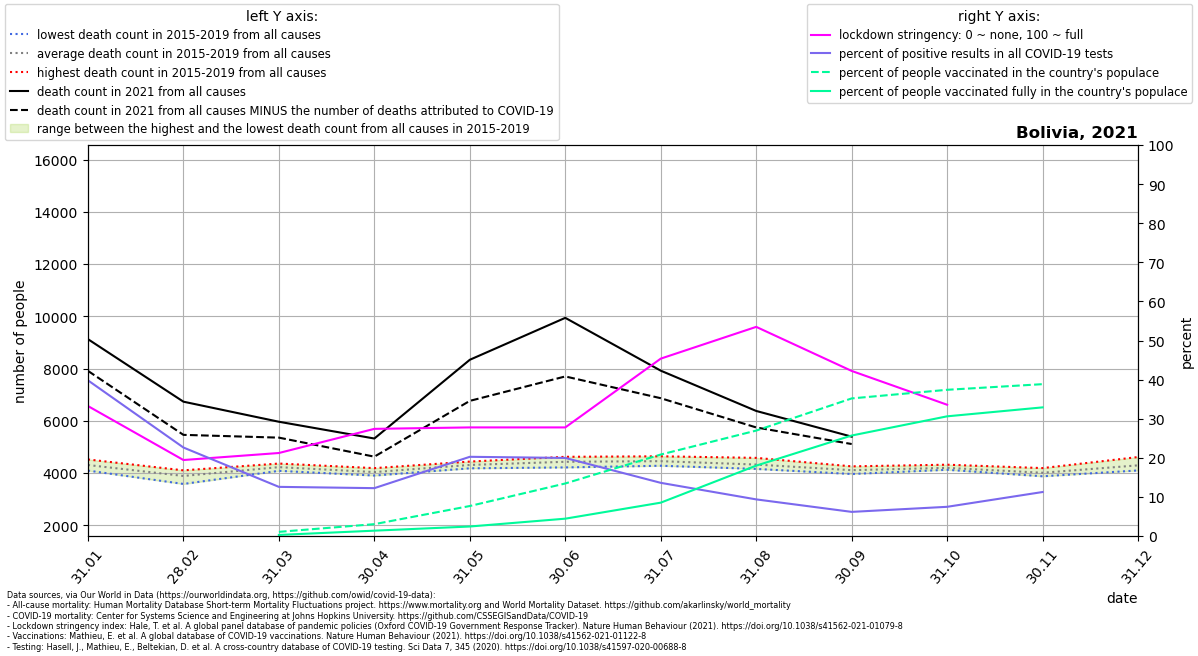 left Y axis:
lowest death count in 2015-2019 from all causes
average death count in 2015-2019 from all causes
highest death count in 2015-2019 from all causes
death count in 2021 from all causes
death count in 2021 from all causes MINUS the number of deaths attributed to COVID-19
range between the highest and the lowest death count from all causes in 2015-2019
right Y axis:
lockdown stringency: 0 ~ none, 100 ~ full
percent of positive results in all COVID-19 tests
percent of people vaccinated in the country's populace
percent of people vaccinated fully in the country's populace
Bolivia, 2021
number of people
16000
14000
12000
10000
8000
6000
4000
2000
100
90
80
70
60
50
40
30
20
10
0
percent
31.01
28.02
31.03
30.04
31.05
30.06
31.07
31.08
30.09
31.10
30.11
31.12
date
Data sources, via Our World in Data (https://ourworldindata.org, https://github.com/owid/covid-19-data):
- All-cause mortality: Human Mortality Database Short-term Mortality Fluctuations project. https://www.mortality.org and World Mortality Dataset. https://github.com/akarlinsky/world_mortality
- COVID-19 mortality: Center for Systems Science and Engineering at Johns Hopkins University. https://github.com/CSSEGISandData/COVID-19
- Lockdown stringency index: Hale, T. et al. A global panel database of pandemic policies (Oxford COVID-19 Government Response Tracker). Nature Human Behaviour (2021). https://doi.org/10.1038/s41562-021-01079-8
- Vaccinations: Mathieu, E. et al. A global database of COVID-19 vaccinations. Nature Human Behaviour (2021). https://doi.org/10.1038/s41562-021-01122-8
- Testing: Hasell, J., Mathieu, E., Beltekian, D. et al. A cross-country database of COVID-19 testing. Sci Data 7, 345 (2020). https://doi.org/10.1038/s41597-020-00688-8